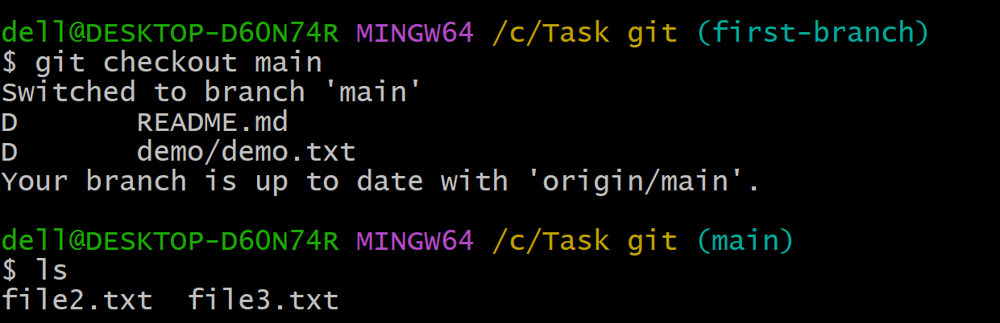 dell@DESKTOP-D6ON74R MINGW64 /c/Task git (first-branch)
$ git checkout main
Switched to branch 'main'
D       README.md
D       demo/demo.txt
Your branch is up to date with 'origin/main'.
dell@DESKTOP-D6ON74R MINGW64 /c/Task git (main)
$ ls
file2.txt  file3.txt